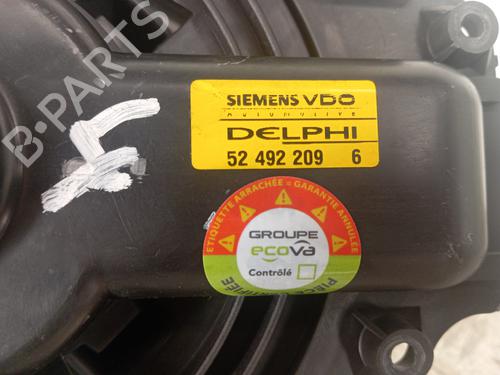 SIEMENS VDO
AUTOMOTIVE
DELPHI
52 492 209 6
ETIQUETTE ARRACHÉE = GARANTIE ANNULÉE
GROUPE
ecova
Contrôlé
B-PARTS